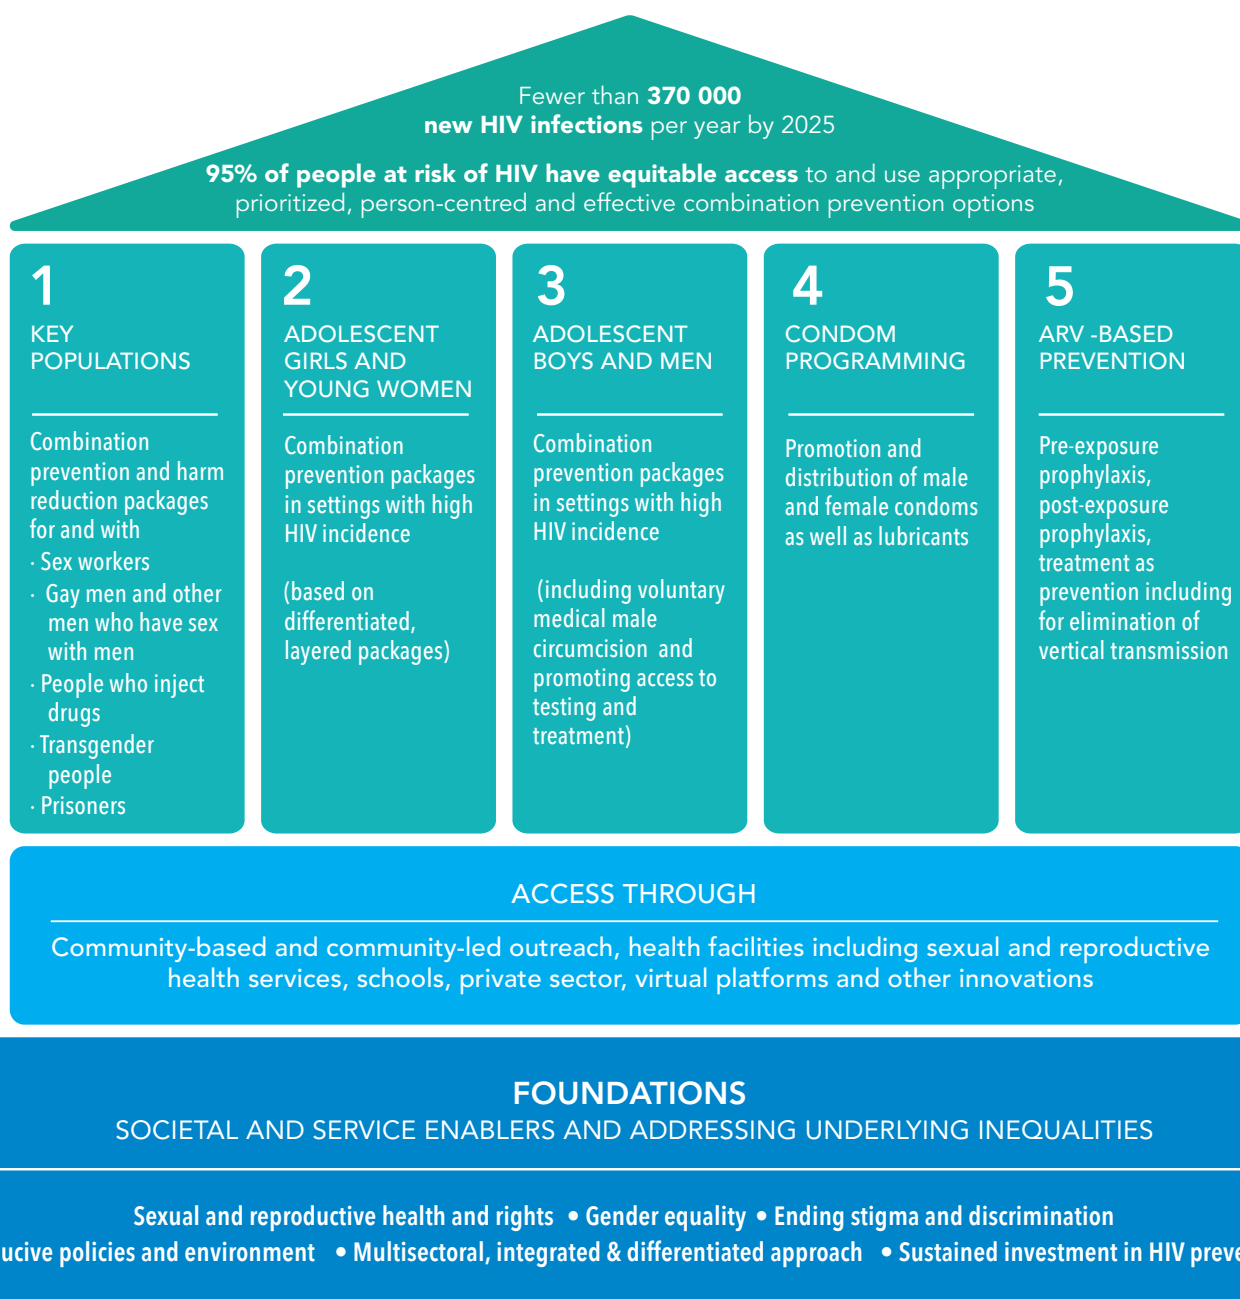 Fewer than 370 000
new HIV infections per year by 2025
95% of people at risk of HIV have equitable access to and use appropriate,
prioritized, person-centred and effective combination prevention options
1
KEY
POPULATIONS
Combination
prevention and harm
reduction packages
for and with
· Sex workers
· Gay men and other
men who have sex
with men
· People who inject
drugs
· Transgender
people
· Prisoners
2
ADOLESCENT
GIRLS AND
YOUNG WOMEN
Combination
prevention packages
in settings with high
HIV incidence
(based on
differentiated,
layered packages)
3
ADOLESCENT
BOYS AND MEN
Combination
prevention packages
in settings with high
HIV incidence
(including voluntary
medical male
circumcision and
promoting access to
testing and
treatment)
4
CONDOM
PROGRAMMING
Promotion and
distribution of male
and female condoms
as well as lubricants
5
ARV -BASED
PREVENTION
Pre-exposure
prophylaxis,
post-exposure
prophylaxis,
treatment as
prevention including
for elimination of
vertical transmission
ACCESS THROUGH
Community-based and community-led outreach, health facilities including sexual and reproductive
health services, schools, private sector, virtual platforms and other innovations
FOUNDATIONS
SOCIETAL AND SERVICE ENABLERS AND ADDRESSING UNDERLYING INEQUALITIES
Sexual and reproductive health and rights • Gender equality • Ending stigma and discrimination
ucive policies and environment • Multisectoral, integrated & differentiated approach • Sustained investment in HIV preve